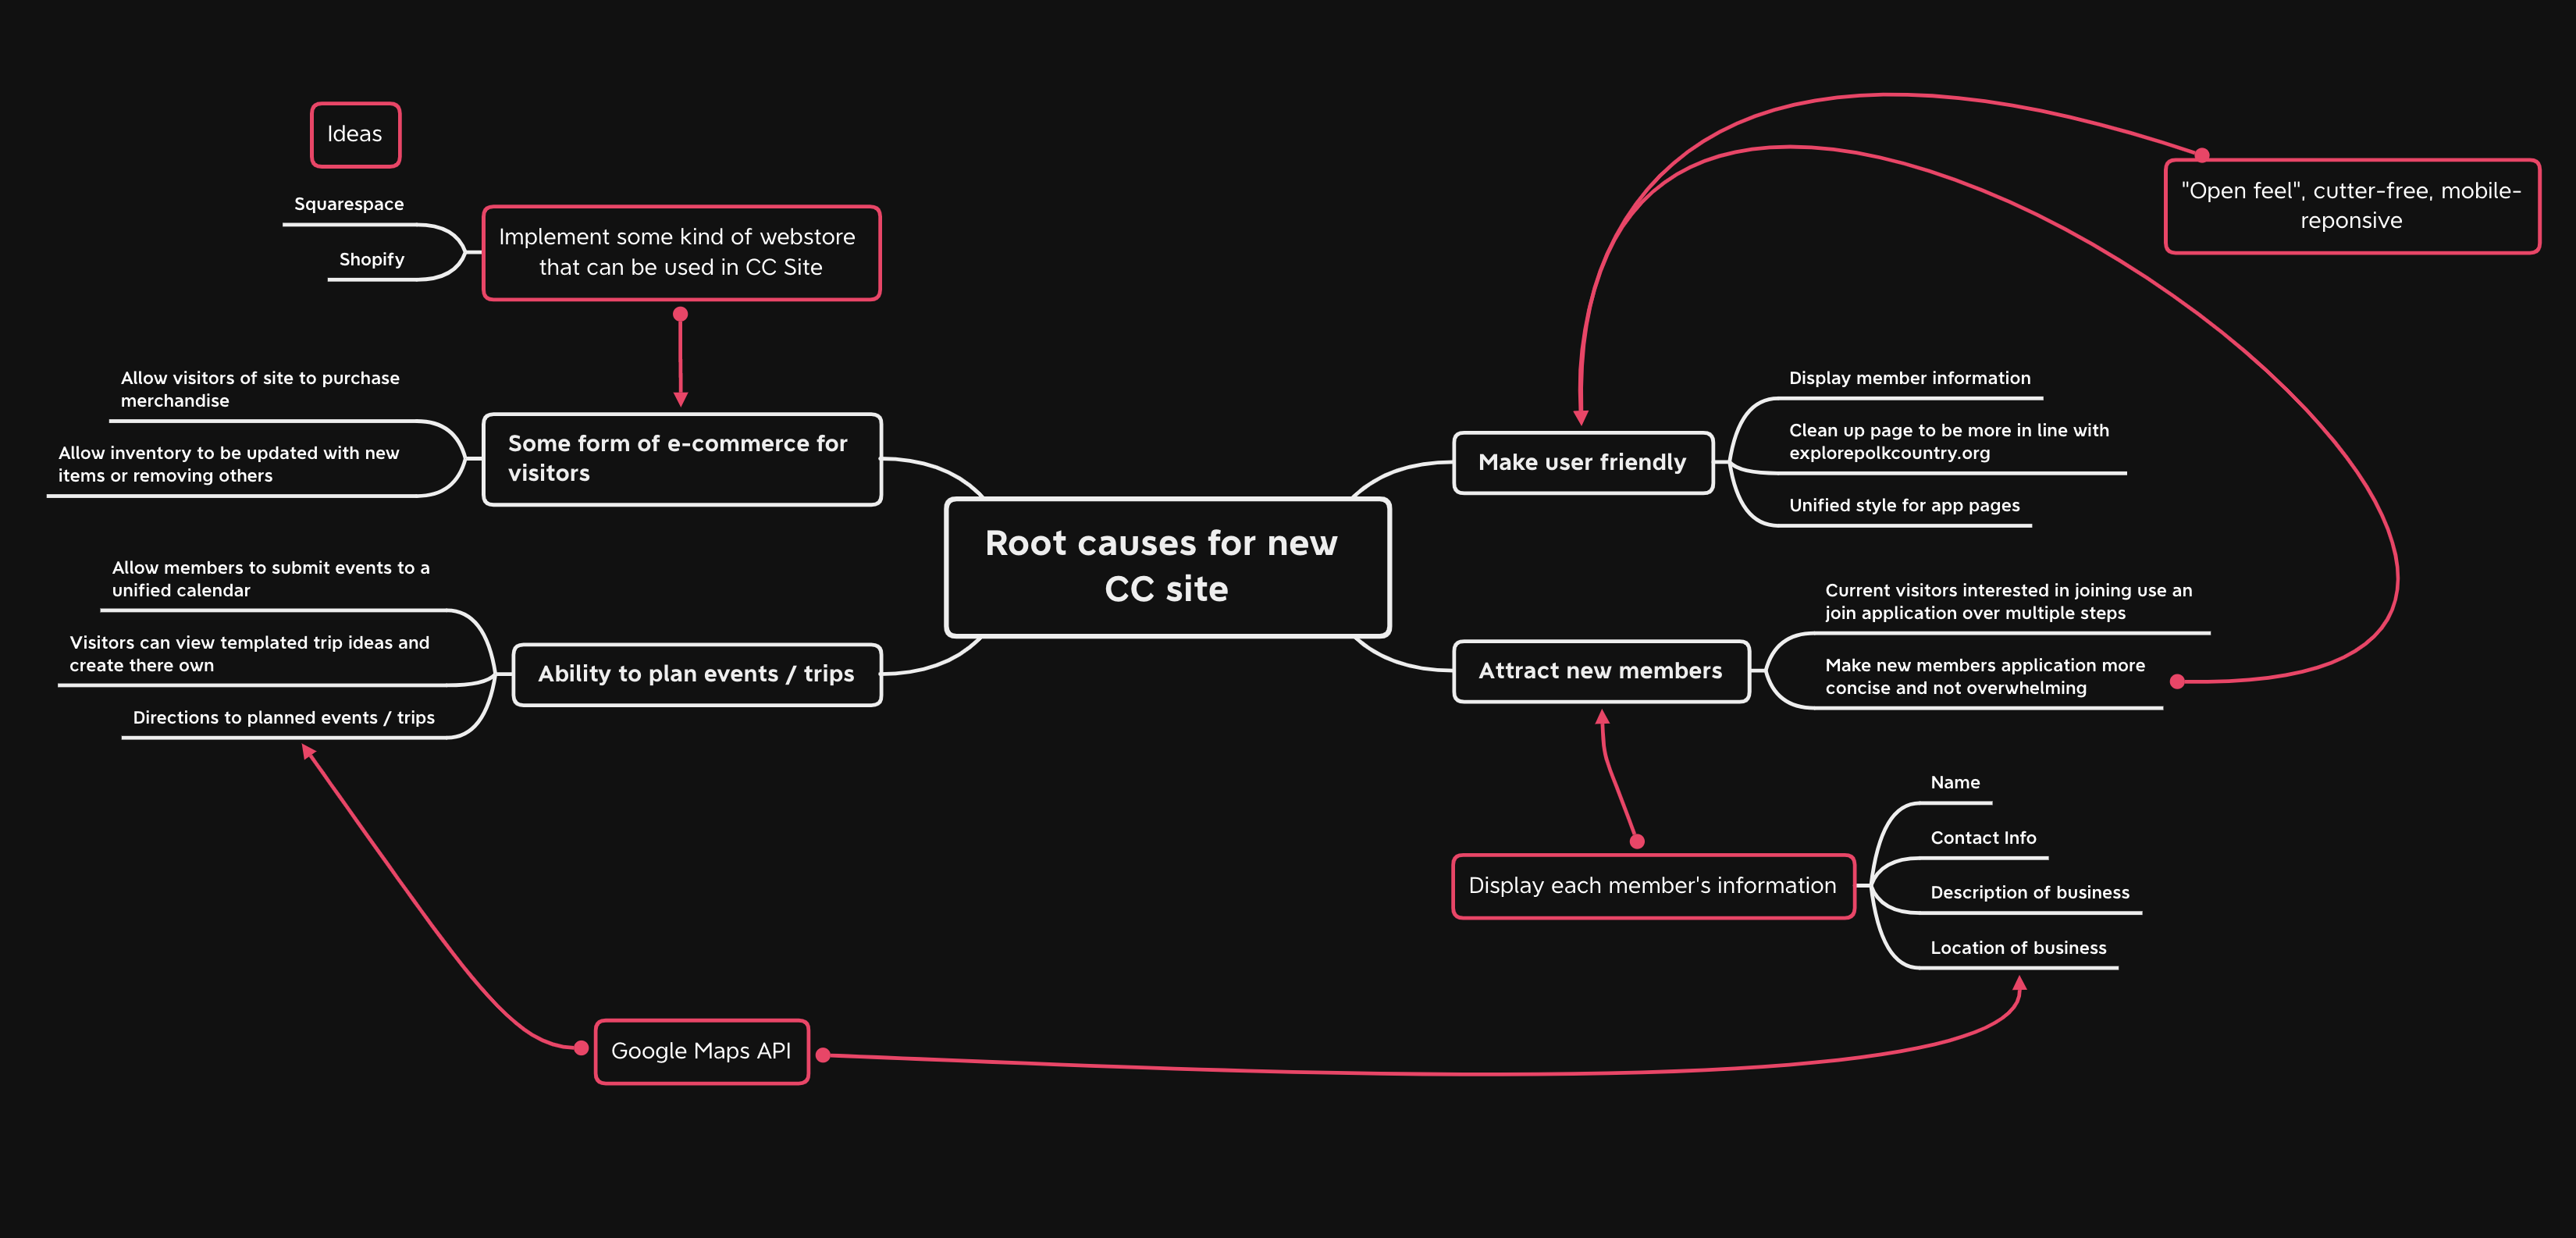 Ideas
Squarespace
Shopify
Implement some kind of webstore
that can be used in CC Site
Allow visitors of site to purchase
merchandise
Allow inventory to be updated with new
items or removing others
Some form of e-commerce for
visitors
Allow members to submit events to a
unified calendar
Visitors can view templated trip ideas and
create there own
Directions to planned events / trips
Ability to plan events / trips
Root causes for new
CC site
"Open feel", cutter-free, mobile-
reponsive
Make user friendly
Display member information
Clean up page to be more in line with
explorepolkcountry.org
Unified style for app pages
Attract new members
Current visitors interested in joining use an
join application over multiple steps
Make new members application more
concise and not overwhelming
Display each member's information
Name
Contact Info
Description of business
Location of business
Google Maps API